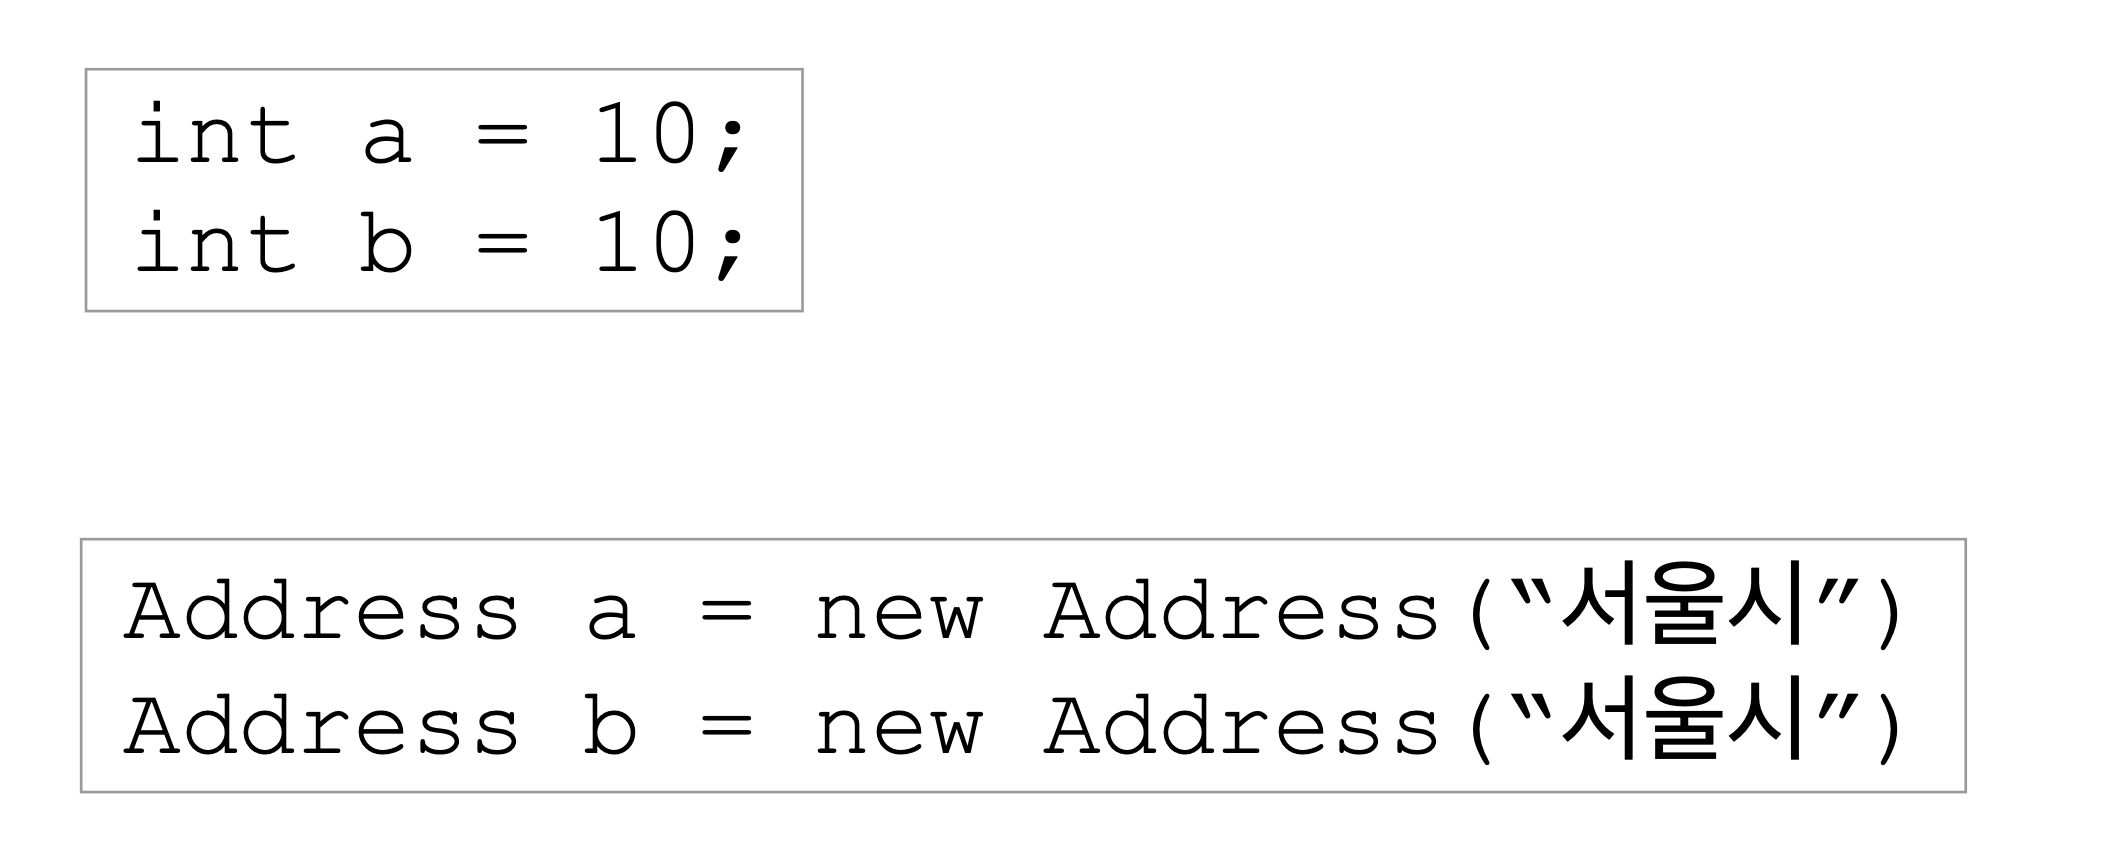 int a = 10;
int b = 10;
Address a = new Address(“서울시”)
Address b = new Address(“서울시”)